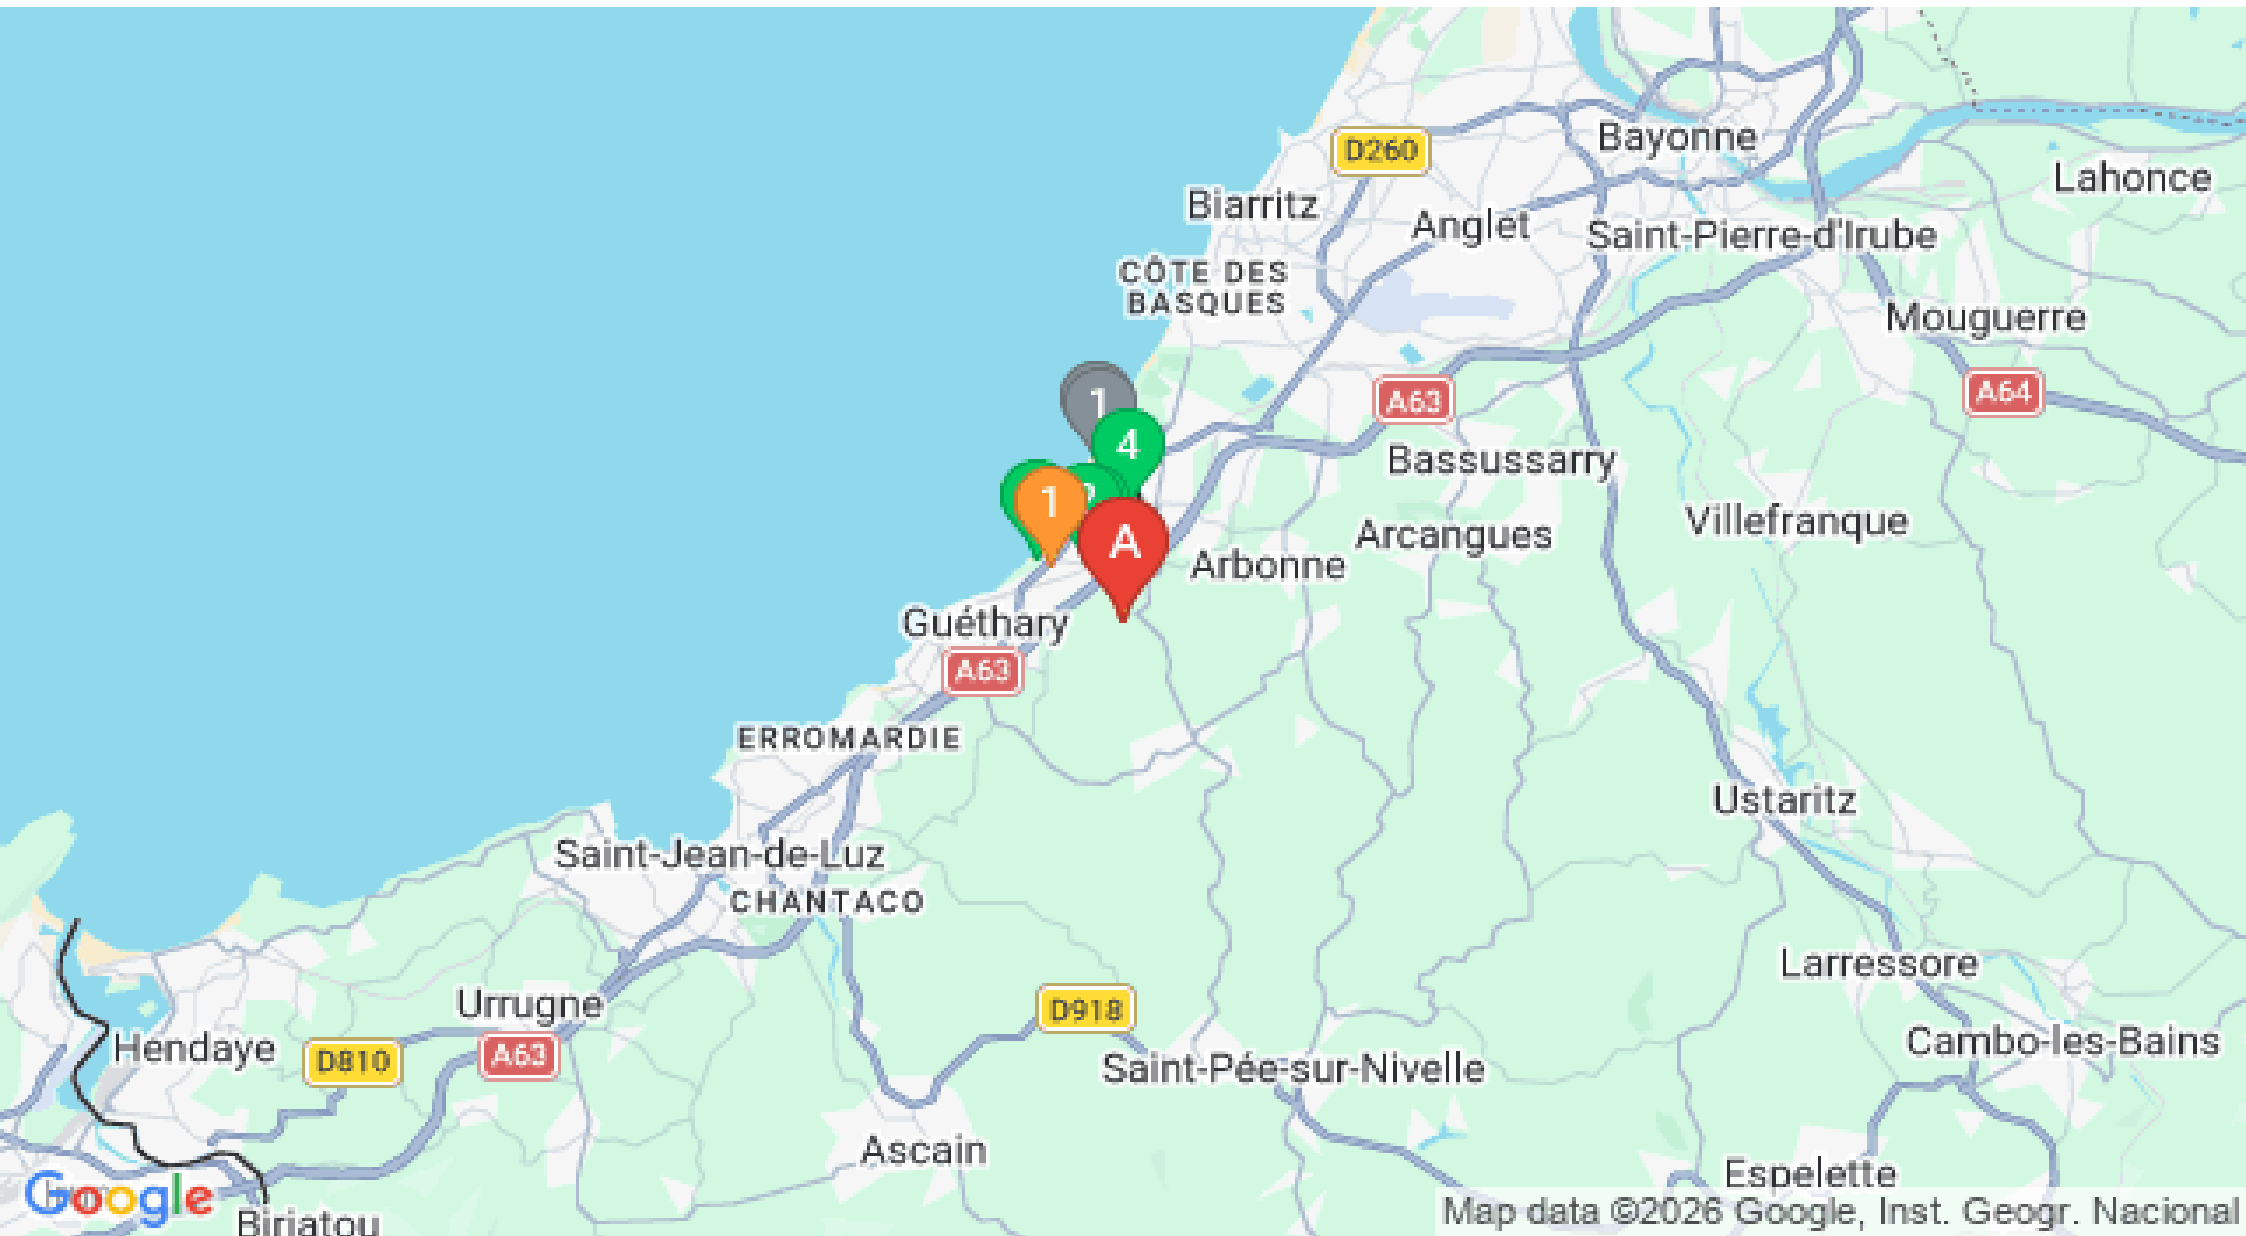 Bayonne
D260
Lahonce
Biarritz
Anglet
Saint-Pierre-d'Irube
CÔTE DES
BASQUES
Mouguerre
A63
A64
1
4
Bassussarry
1
Villefranque
A
Arcangues
Arbonne
Guéthary
A63
ERROMARDIE
Ustaritz
Saint-Jean-de-Luz
CHANTACO
Larressore
Urrugne
D918
Hendaye
D810
A63
Saint-Pée-sur-Nivelle
Cambo-les-Bains
Ascain
Espelette
Google
Biriatou
Map data ©2026 Google, Inst. Geogr. Nacional